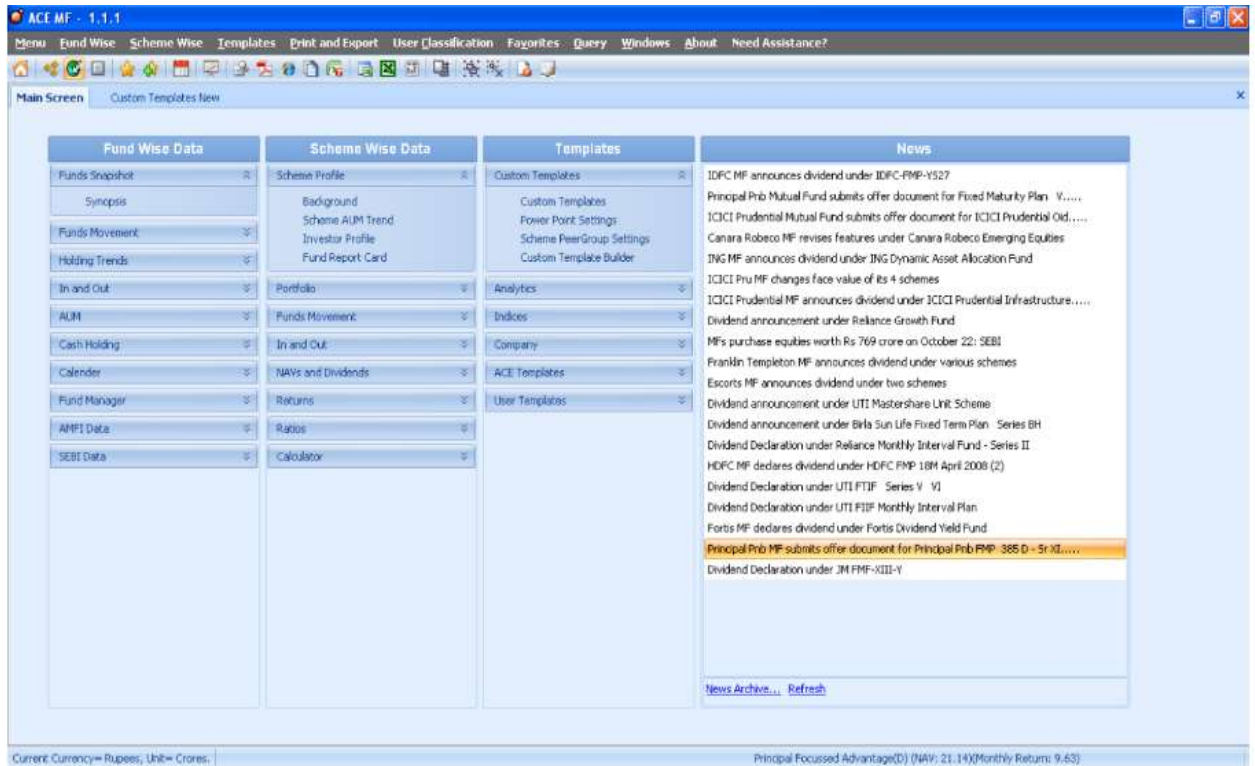 ACE MF - 1.1.1
Menu Fund Wise Scheme Wise Templates Print and Export User Classification Favorites Query Windows About Need Assistance?
Main Screen Custom Templates New
Fund Wise Data
Funds Snapshot
Synopsis
Funds Movement
Holding Trends
In and Out
AUM
Cash Holding
Calender
Fund Manager
AMFI Data
SEBI Data
Scheme Wise Data
Scheme Profile
Background
Scheme AUM Trend
Investor Profile
Fund Report Card
Portfolio
Funds Movement
In and Out
NAVs and Dividends
Returns
Ratios
Calculator
Templates
Custom Templates
Custom Templates
Power Point Settings
Scheme PeerGroup Settings
Custom Template Builder
Analytics
Indices
Company
ACE Templates
User Templates
News
IDFC MF announces dividend under IDFC-FMP-YS27
Principal Pnb Mutual Fund submits offer document for Fixed Maturity Plan V.....
ICICI Prudential Mutual Fund submits offer document for ICICI Prudential Gld.....
Canara Robeco MF revises features under Canara Robeco Emerging Equities
ING MF announces dividend under ING Dynamic Asset Allocation Fund
ICICI Pru MF changes face value of its 4 schemes
ICICI Prudential MF announces dividend under ICICI Prudential Infrastructure.....
Dividend announcement under Reliance Growth Fund
MFs purchase equities worth Rs 769 crore on October 22: SEBI
Franklin Templeton MF announces dividend under various schemes
Escorts MF announces dividend under two schemes
Dividend announcement under UTI Mastershare Unit Scheme
Dividend announcement under Birla Sun Life Fixed Term Plan Series BH
Dividend Declaration under Reliance Monthly Interval Fund - Series II
HDFC MF declares dividend under HDFC FMP 18M April 2008 (2)
Dividend Declaration under UTI FTIF Series V VI
Dividend Declaration under UTI FIIF Monthly Interval Plan
Fortis MF declares dividend under Fortis Dividend Yield Fund
Principal Pnb MF submits offer document for Principal Pnb FMP 385 D - Sr XI.....
Dividend Declaration under JM FMF-XIII-Y
News Archive... Refresh
Current Currency= Rupees, Unit= Crores.
Principal Focussed Advantage(D) (NAV: 21.14)(Monthly Return: 9.63)